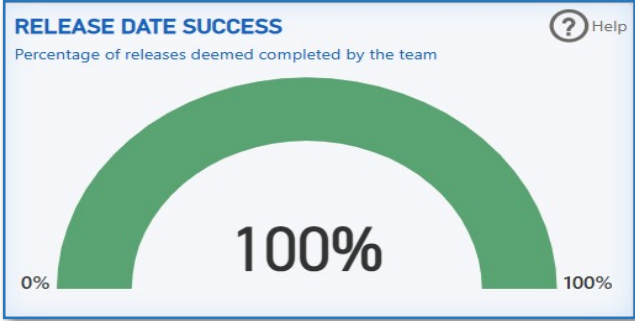 RELEASE DATE SUCCESS
? Help
Percentage of releases deemed completed by the team
100%
0%
100%